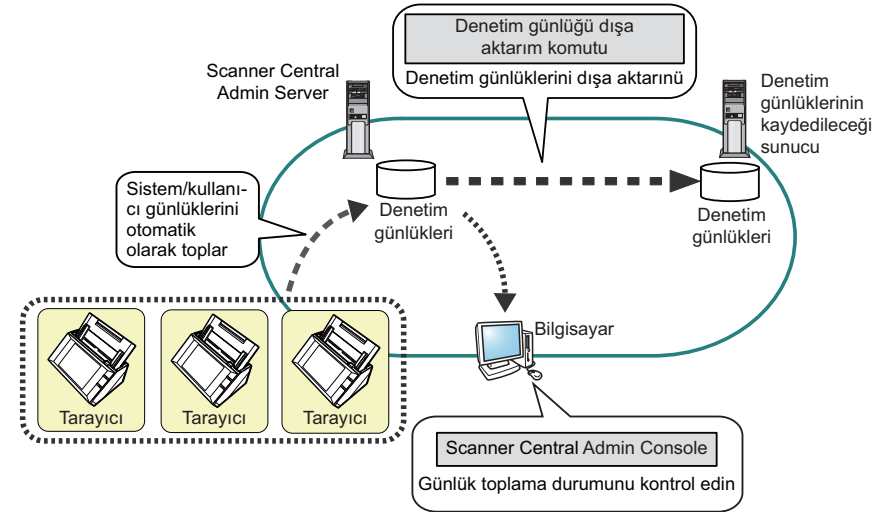 Denetim günlüğü dışa
aktarım komutu
Denetim günlüklerini dışa aktarınü
Scanner Central
Admin Server
Denetim
günlüklerinin
kaydedileceği
sunucu
Sistem/kullanı-
cı günlüklerini
otomatik
olarak toplar
Denetim
günlükleri
Denetim
günlükleri
Bilgisayar
Tarayıcı
Tarayıcı
Tarayıcı
Scanner Central Admin Console
Günlük toplama durumunu kontrol edin